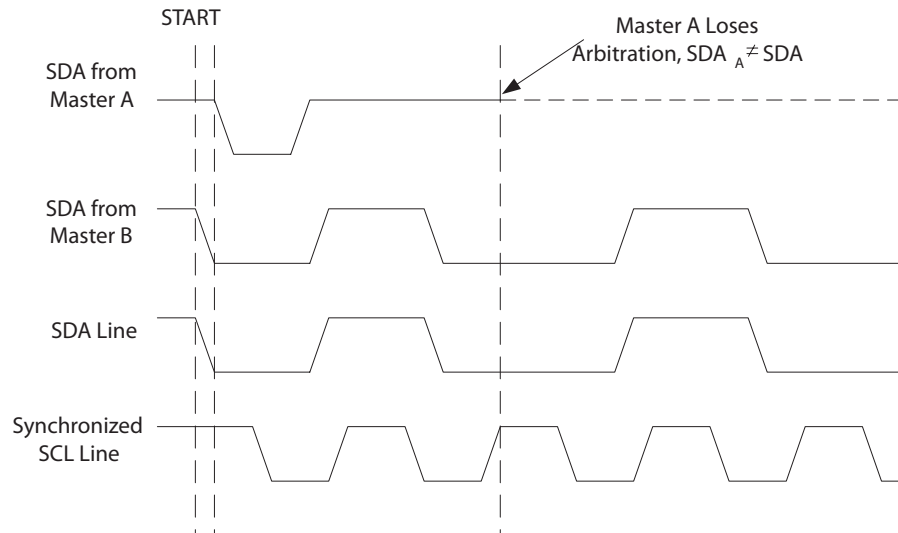 START
Master A Loses
Arbitration, SDA A ≠ SDA
SDA from
Master A
SDA from
Master B
SDA Line
Synchronized
SCL Line